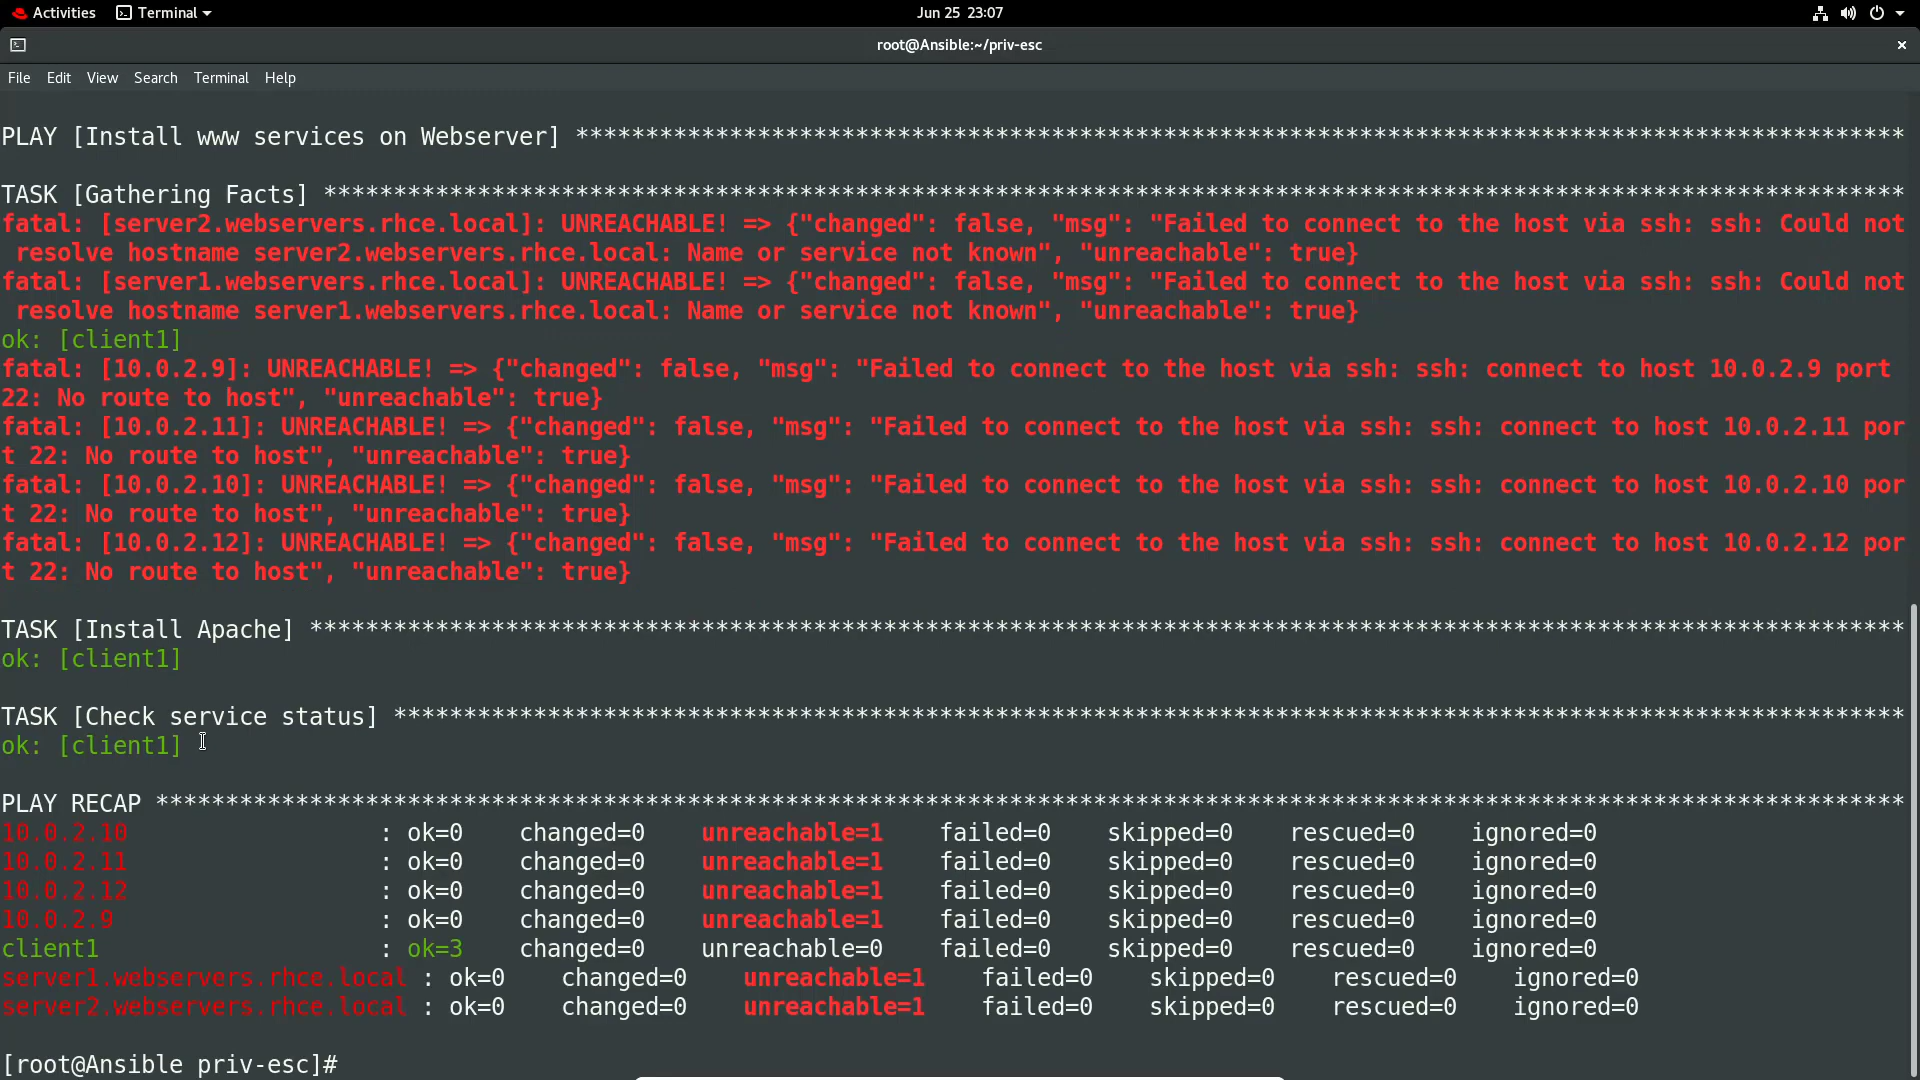 Activities Terminal Jun 25 23:07
root@Ansible:~/priv-esc
File Edit View Search Terminal Help
PLAY [Install www services on Webserver] ***********************************************************************************************
TASK [Gathering Facts] *****************************************************************************************************************
fatal: [server2.webservers.rhce.local]: UNREACHABLE! => {"changed": false, "msg": "Failed to connect to the host via ssh: ssh: Could not
resolve hostname server2.webservers.rhce.local: Name or service not known", "unreachable": true}
fatal: [server1.webservers.rhce.local]: UNREACHABLE! => {"changed": false, "msg": "Failed to connect to the host via ssh: ssh: Could not
resolve hostname server1.webservers.rhce.local: Name or service not known", "unreachable": true}
ok: [client1]
fatal: [10.0.2.9]: UNREACHABLE! => {"changed": false, "msg": "Failed to connect to the host via ssh: ssh: connect to host 10.0.2.9 port
22: No route to host", "unreachable": true}
fatal: [10.0.2.11]: UNREACHABLE! => {"changed": false, "msg": "Failed to connect to the host via ssh: ssh: connect to host 10.0.2.11 por
t 22: No route to host", "unreachable": true}
fatal: [10.0.2.10]: UNREACHABLE! => {"changed": false, "msg": "Failed to connect to the host via ssh: ssh: connect to host 10.0.2.10 por
t 22: No route to host", "unreachable": true}
fatal: [10.0.2.12]: UNREACHABLE! => {"changed": false, "msg": "Failed to connect to the host via ssh: ssh: connect to host 10.0.2.12 por
t 22: No route to host", "unreachable": true}
TASK [Install Apache] ******************************************************************************************************************
ok: [client1]
TASK [Check service status] ************************************************************************************************************
ok: [client1]
PLAY RECAP *****************************************************************************************************************************
10.0.2.10 : ok=0 changed=0 unreachable=1 failed=0 skipped=0 rescued=0 ignored=0
10.0.2.11 : ok=0 changed=0 unreachable=1 failed=0 skipped=0 rescued=0 ignored=0
10.0.2.12 : ok=0 changed=0 unreachable=1 failed=0 skipped=0 rescued=0 ignored=0
10.0.2.9 : ok=0 changed=0 unreachable=1 failed=0 skipped=0 rescued=0 ignored=0
client1 : ok=3 changed=0 unreachable=0 failed=0 skipped=0 rescued=0 ignored=0
server1.webservers.rhce.local : ok=0 changed=0 unreachable=1 failed=0 skipped=0 rescued=0 ignored=0
server2.webservers.rhce.local : ok=0 changed=0 unreachable=1 failed=0 skipped=0 rescued=0 ignored=0
[root@Ansible priv-esc]#